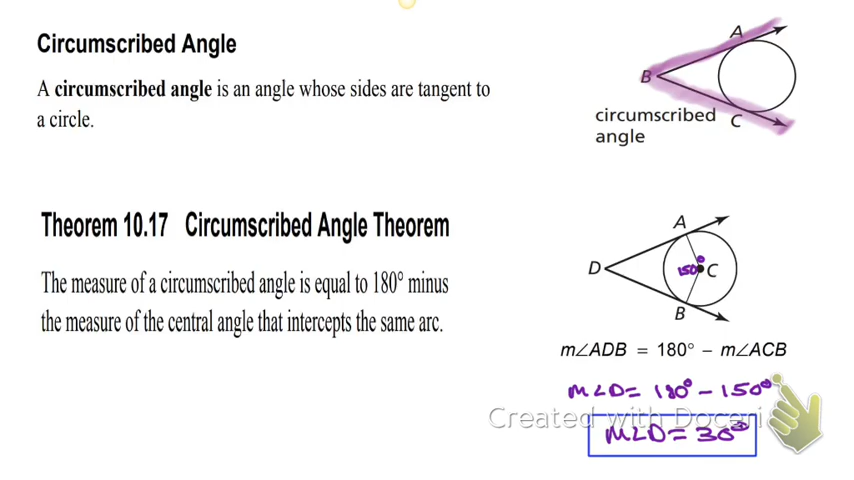 Circumscribed Angle
A circumscribed angle is an angle whose sides are tangent to
a circle.
A
B
C
circumscribed
angle
Theorem 10.17 Circumscribed Angle Theorem
The measure of a circumscribed angle is equal to 180° minus
the measure of the central angle that intercepts the same arc.
A
D
150°
C
B
m∠ADB = 180° – m∠ACB
m∠D = 180° – 150°
Created with Doceri
m∠D = 30°